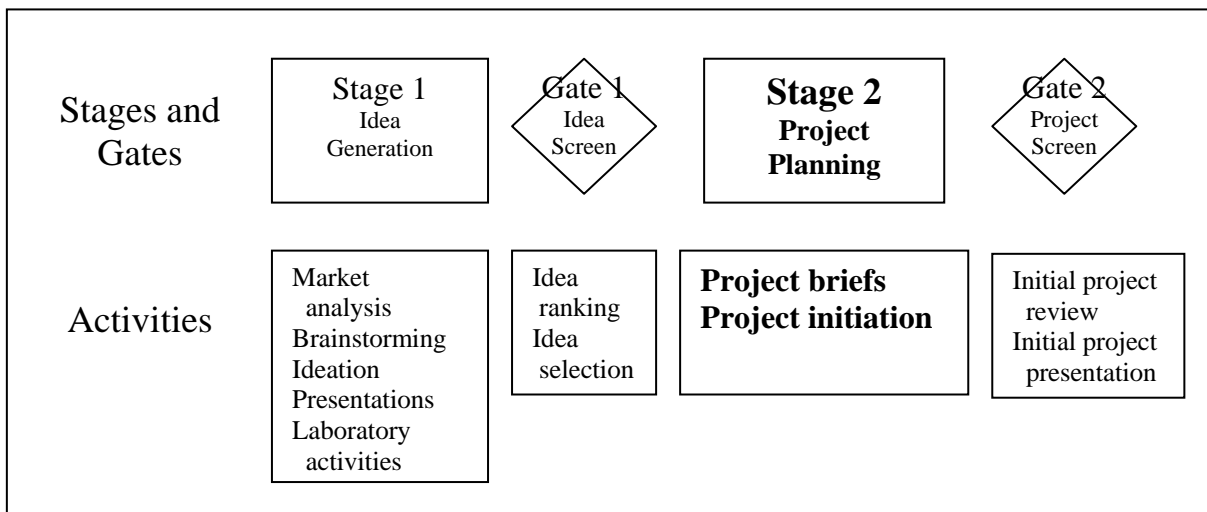 Stages and
Gates
Stage 1
Idea
Generation
Gate 1
Idea
Screen
Stage 2
Project
Planning
Gate 2
Project
Screen
Activities
Market
analysis
Brainstorming
Ideation
Presentations
Laboratory
activities
Idea
ranking
Idea
selection
Project briefs
Project initiation
Initial project
review
Initial project
presentation